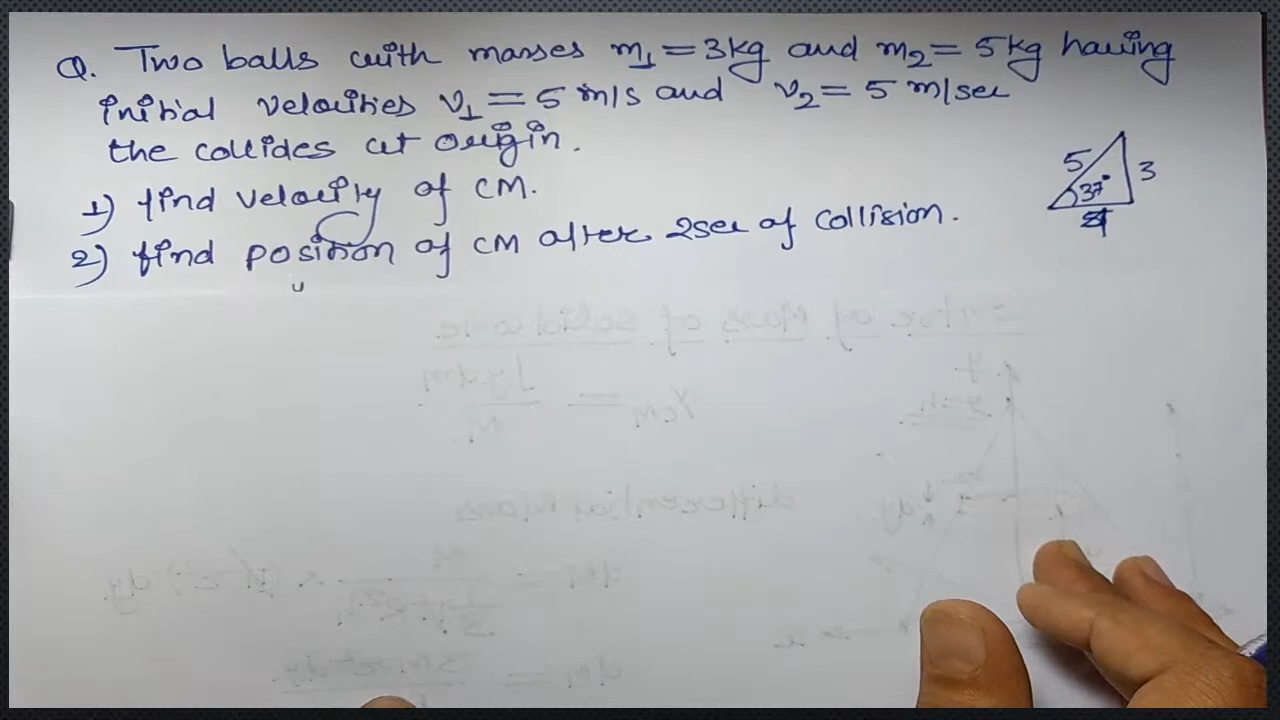 Q. Two balls with masses m1 = 3kg and m2 = 5kg having
initial velocities v1 = 5 m/s and v2 = 5 m/sec
the collides at origin.
1) find velocity of CM.
2) find position of CM after 2sec of collision.
5
3
37°
4